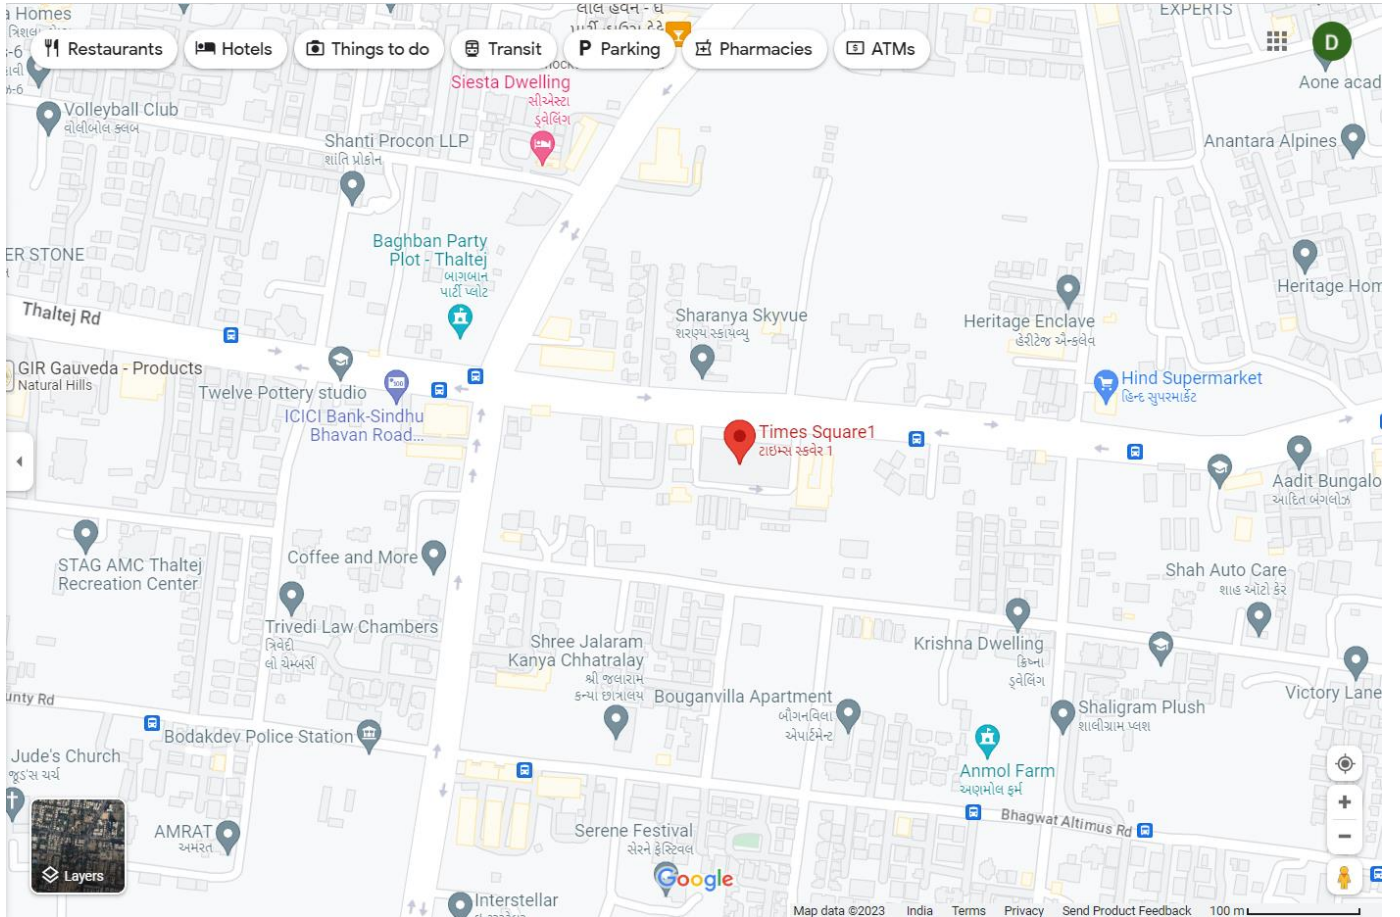 a Homes
EXPERTS
Restaurants
Hotels
Things to do
Transit
P Parking
Pharmacies
ATMs
D
Siesta Dwelling
સીએસ્ટા
ડ્વેલિંગ
Aone acad
Volleyball Club
વોલીબોલ ક્લબ
Shanti Procon LLP
શાંતિ પ્રોકોન
Anantara Alpines
Baghban Party
Plot - Thaltej
બાગબાન
પાર્ટી પ્લોટ
ER STONE
Heritage Hom
Thaltej Rd
Sharanya Skyvue
શરણ્ય સ્કાયવ્યુ
Heritage Enclave
હેરીટેજ ઍન્કલેવ
GIR Gauveda - Products
Natural Hills
Twelve Pottery studio
ICICI Bank-Sindhu
Bhavan Road...
Hind Supermarket
હિન્દ સુપરમાર્કેટ
Times Square1
ટાઇમ્સ સ્ક્વેર 1
Aadit Bungalo
આદિત બંગલોઝ
STAG AMC Thaltej
Recreation Center
Coffee and More
Shah Auto Care
શાહ ઑટો કેર
Trivedi Law Chambers
ત્રિવેદી
લો ચેમ્બર્સ
Shree Jalaram
Kanya Chhatralay
શ્રી જલારામ
કન્યા છાત્રાલય
Krishna Dwelling
ક્રિષ્ના
ડ્વેલિંગ
Bouganvilla Apartment
બૌગનવિલા
એપાર્ટમેન્ટ
Victory Lane
Shaligram Plush
શાલીગ્રામ પ્લશ
unty Rd
Bodakdev Police Station
Jude's Church
જૂડ'સ ચર્ચ
Anmol Farm
અણમોલ ફર્મ
Bhagwat Altimus Rd
AMRAT
અમરત
Serene Festival
સેરને ફેસ્ટિવલ
Layers
Google
Interstellar
Map data ©2023 India Terms Privacy Send Product Feedback 100 m